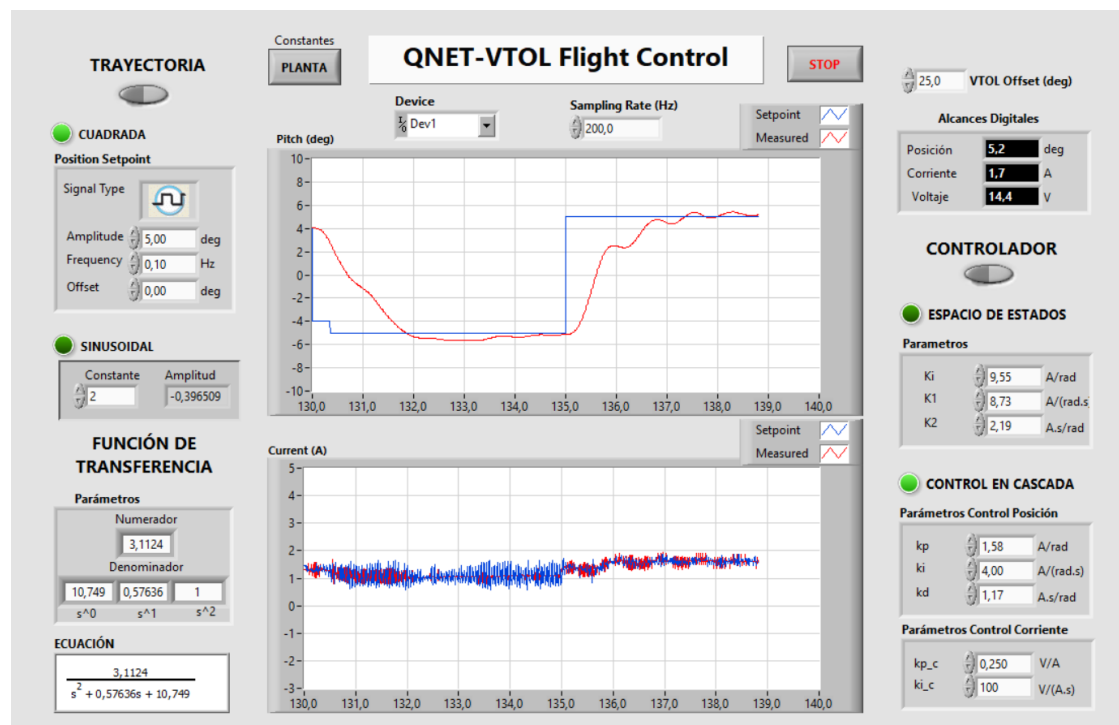 QNET-VTOL Flight Control
Constantes
PLANTA
STOP
TRAYECTORIA
CUADRADA
Position Setpoint
Signal Type
Amplitude 5,00 deg
Frequency 0,10 Hz
Offset 0,00 deg
SINUSOIDAL
Constante Amplitud
2 -0,396509
FUNCIÓN DE
TRANSFERENCIA
Parámetros
Numerador
3,1124
Denominador
10,749 0,57636 1
s^0 s^1 s^2
ECUACIÓN
3,1124
s2 + 0,57636s + 10,749
Device
I/O Dev1
Sampling Rate (Hz)
200,0
Setpoint
Measured
Pitch (deg)
10
8
6
4
2
0
-2
-4
-6
-8
-10
130,0 131,0 132,0 133,0 134,0 135,0 136,0 137,0 138,0 139,0 140,0
Setpoint
Measured
Current (A)
5
4
3
2
1
0
-1
-2
-3
130,0 131,0 132,0 133,0 134,0 135,0 136,0 137,0 138,0 139,0 140,0
25,0 VTOL Offset (deg)
Alcances Digitales
Posición 5,2 deg
Corriente 1,7 A
Voltaje 14,4 V
CONTROLADOR
ESPACIO DE ESTADOS
Parametros
Ki 9,55 A/rad
K1 8,73 A/(rad.s
K2 2,19 A.s/rad
CONTROL EN CASCADA
Parámetros Control Posición
kp 1,58 A/rad
ki 4,00 A/(rad.s)
kd 1,17 A.s/rad
Parámetros Control Corriente
kp_c 0,250 V/A
ki_c 100 V/(A.s)